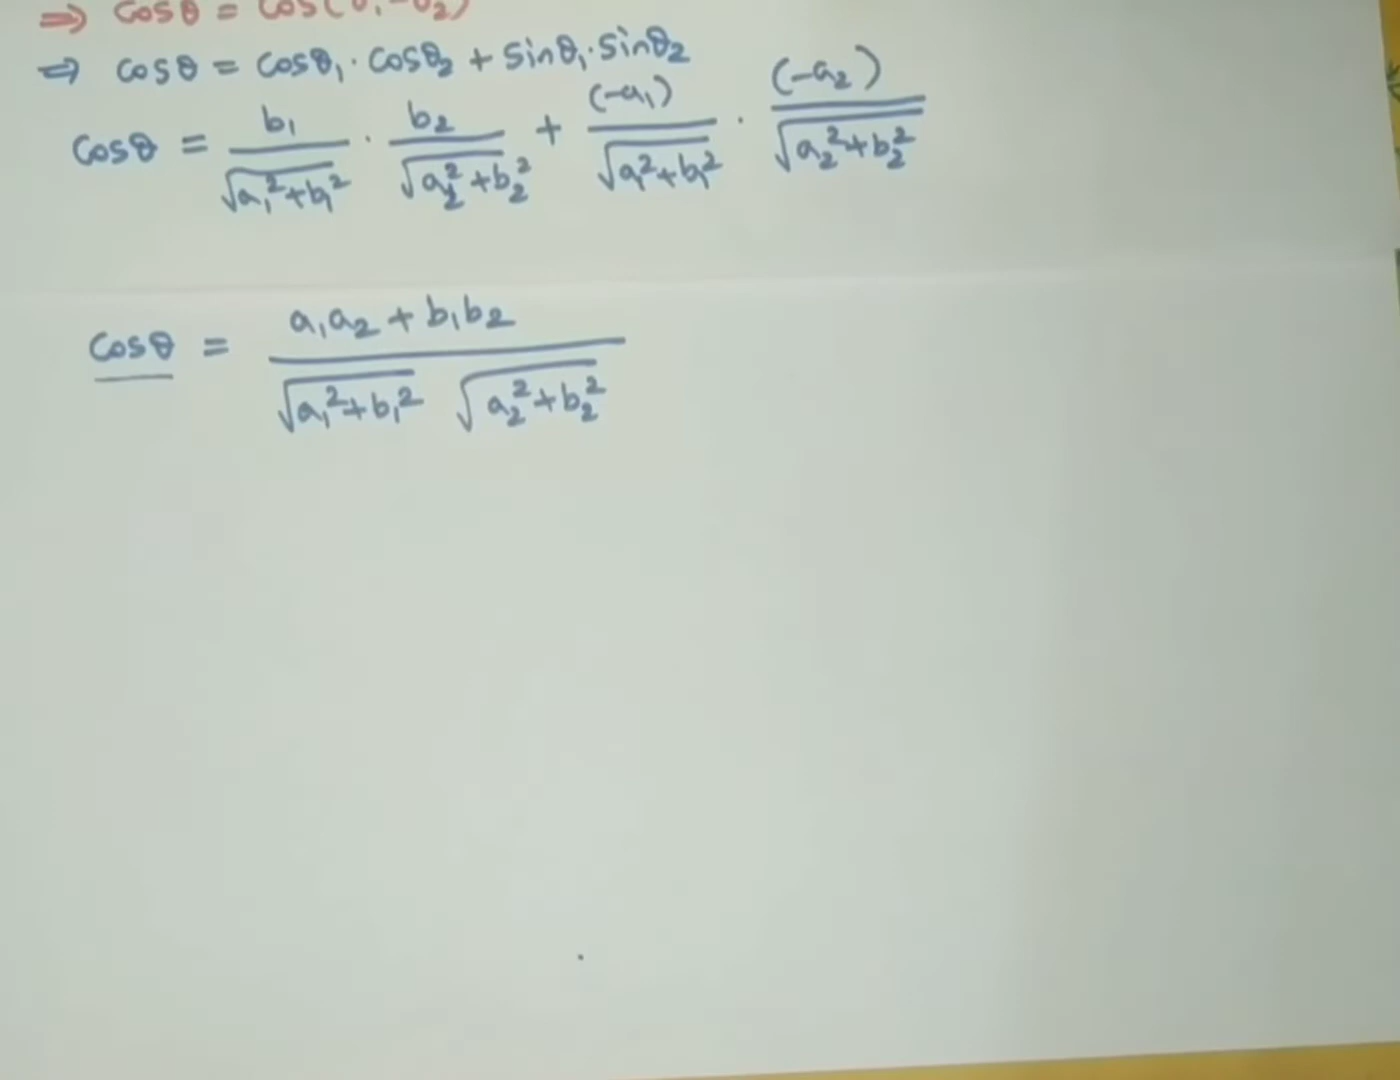 ⇒ Cosθ = Cos(θ₁-θ₂)
⇒ Cosθ = Cosθ₁ · Cosθ₂ + Sinθ₁ · Sinθ₂
Cosθ = b₁/√(a₁²+b₁²) · b₂/√(a₂²+b₂²) + (-a₁)/√(a₁²+b₁²) · (-a₂)/√(a₂²+b₂²)
Cosθ = (a₁a₂ + b₁b₂)/(√(a₁²+b₁²) √(a₂²+b₂²))